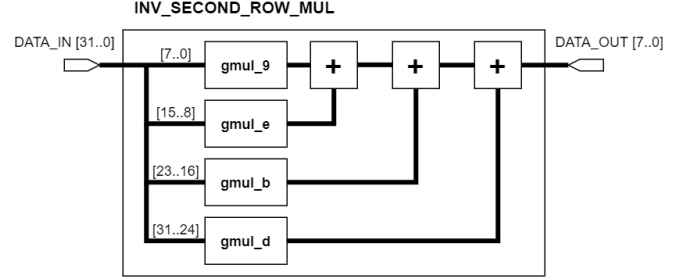 INV_SECOND_ROW_MUL
DATA_IN [31..0]
DATA_OUT [7..0]
[7..0]
gmul_9
+
+
+
[15..8]
gmul_e
[23..16]
gmul_b
[31..24]
gmul_d